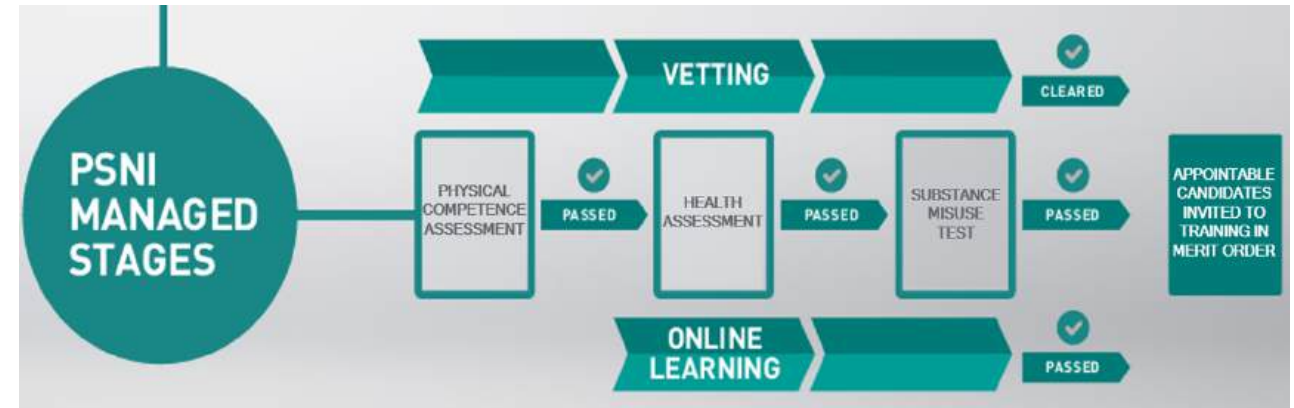 PSNI
MANAGED
STAGES
VETTING
CLEARED
PHYSICAL
COMPETENCE
ASSESSMENT
PASSED
HEALTH
ASSESSMENT
PASSED
SUBSTANCE
MISUSE
TEST
PASSED
APPOINTABLE
CANDIDATES
INVITED TO
TRAINING IN
MERIT ORDER
ONLINE
LEARNING
PASSED